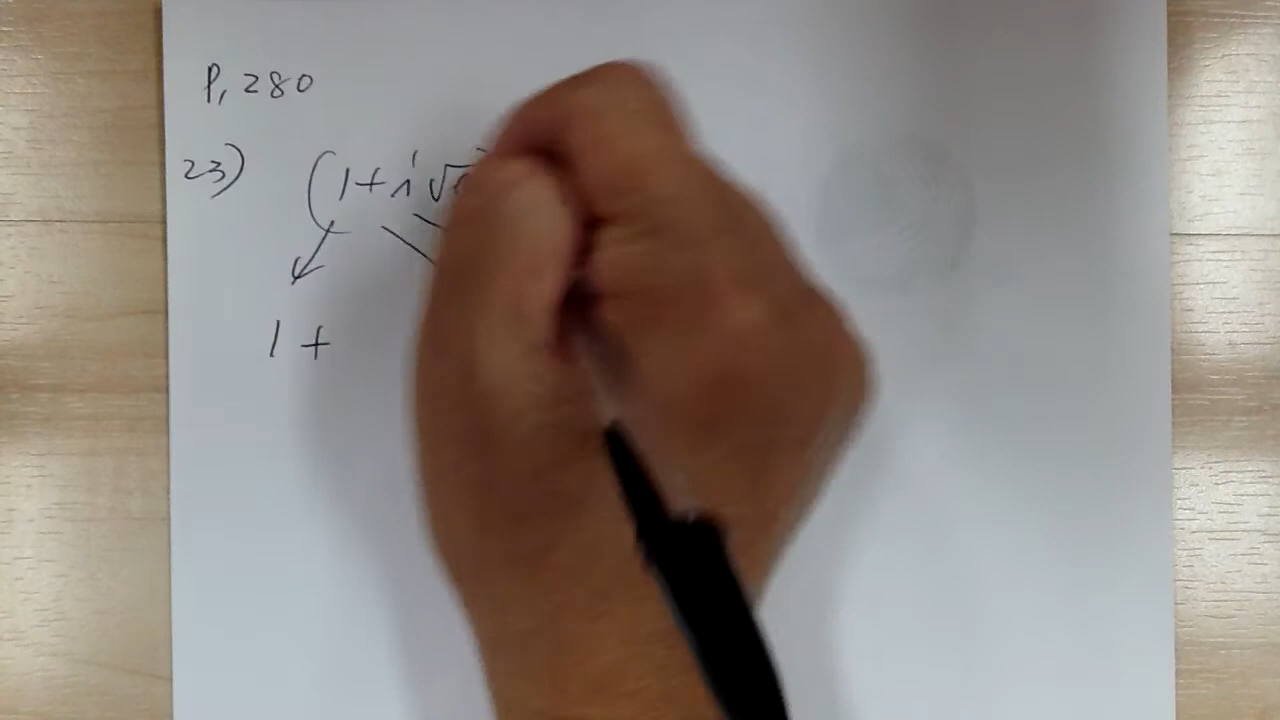 P, 280
23) (1+i√
1 +